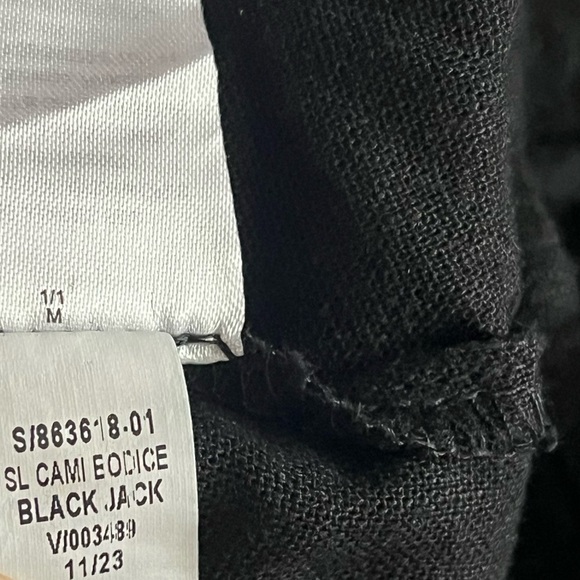 1/1
M
S/863618-01
SL CAMI BODICE
BLACK JACK
V/003489
11/23